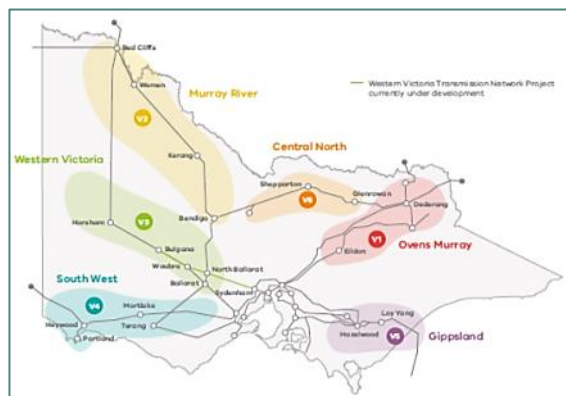 Red Cliffs
Western Victoria Transmission Network Project
currently under development
Wemen
Murray River
V2
Central North
Western Victoria
Kerang
Shepparton
Glenrowan
V6
Dederang
Bendigo
Horsham
V3
V1
Ovens Murray
Bulgana
Eildon
Waubra
North Ballarat
South West
Ballarat
Sydenham
Mortlake
V4
Loy Yang
Heywood
Terang
Hazelwood
V5
Gippsland
Portland